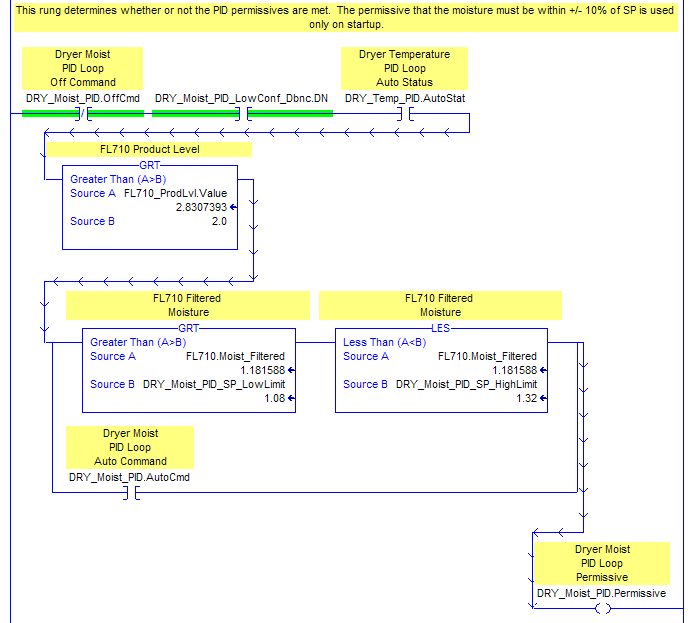 This rung determines whether or not the PID permissives are met.  The permissive that the moisture must be within +/- 10% of SP is used
only on startup.
Dryer Moist
PID Loop
Off Command
DRY_Moist_PID.OffCmd
DRY_Moist_PID_LowConf_Dbnc.DN
Dryer Temperature
PID Loop
Auto Status
DRY_Temp_PID.AutoStat
FL710 Product Level
GRT
Greater Than (A>B)
Source A FL710_ProdLvl.Value
2.8307393
Source B 2.0
FL710 Filtered
Moisture
GRT
Greater Than (A>B)
Source A FL710.Moist_Filtered
1.181588
Source B DRY_Moist_PID_SP_LowLimit
1.08
FL710 Filtered
Moisture
LES
Less Than (A<B)
Source A FL710.Moist_Filtered
1.181588
Source B DRY_Moist_PID_SP_HighLimit
1.32
Dryer Moist
PID Loop
Auto Command
DRY_Moist_PID.AutoCmd
Dryer Moist
PID Loop
Permissive
DRY_Moist_PID.Permissive